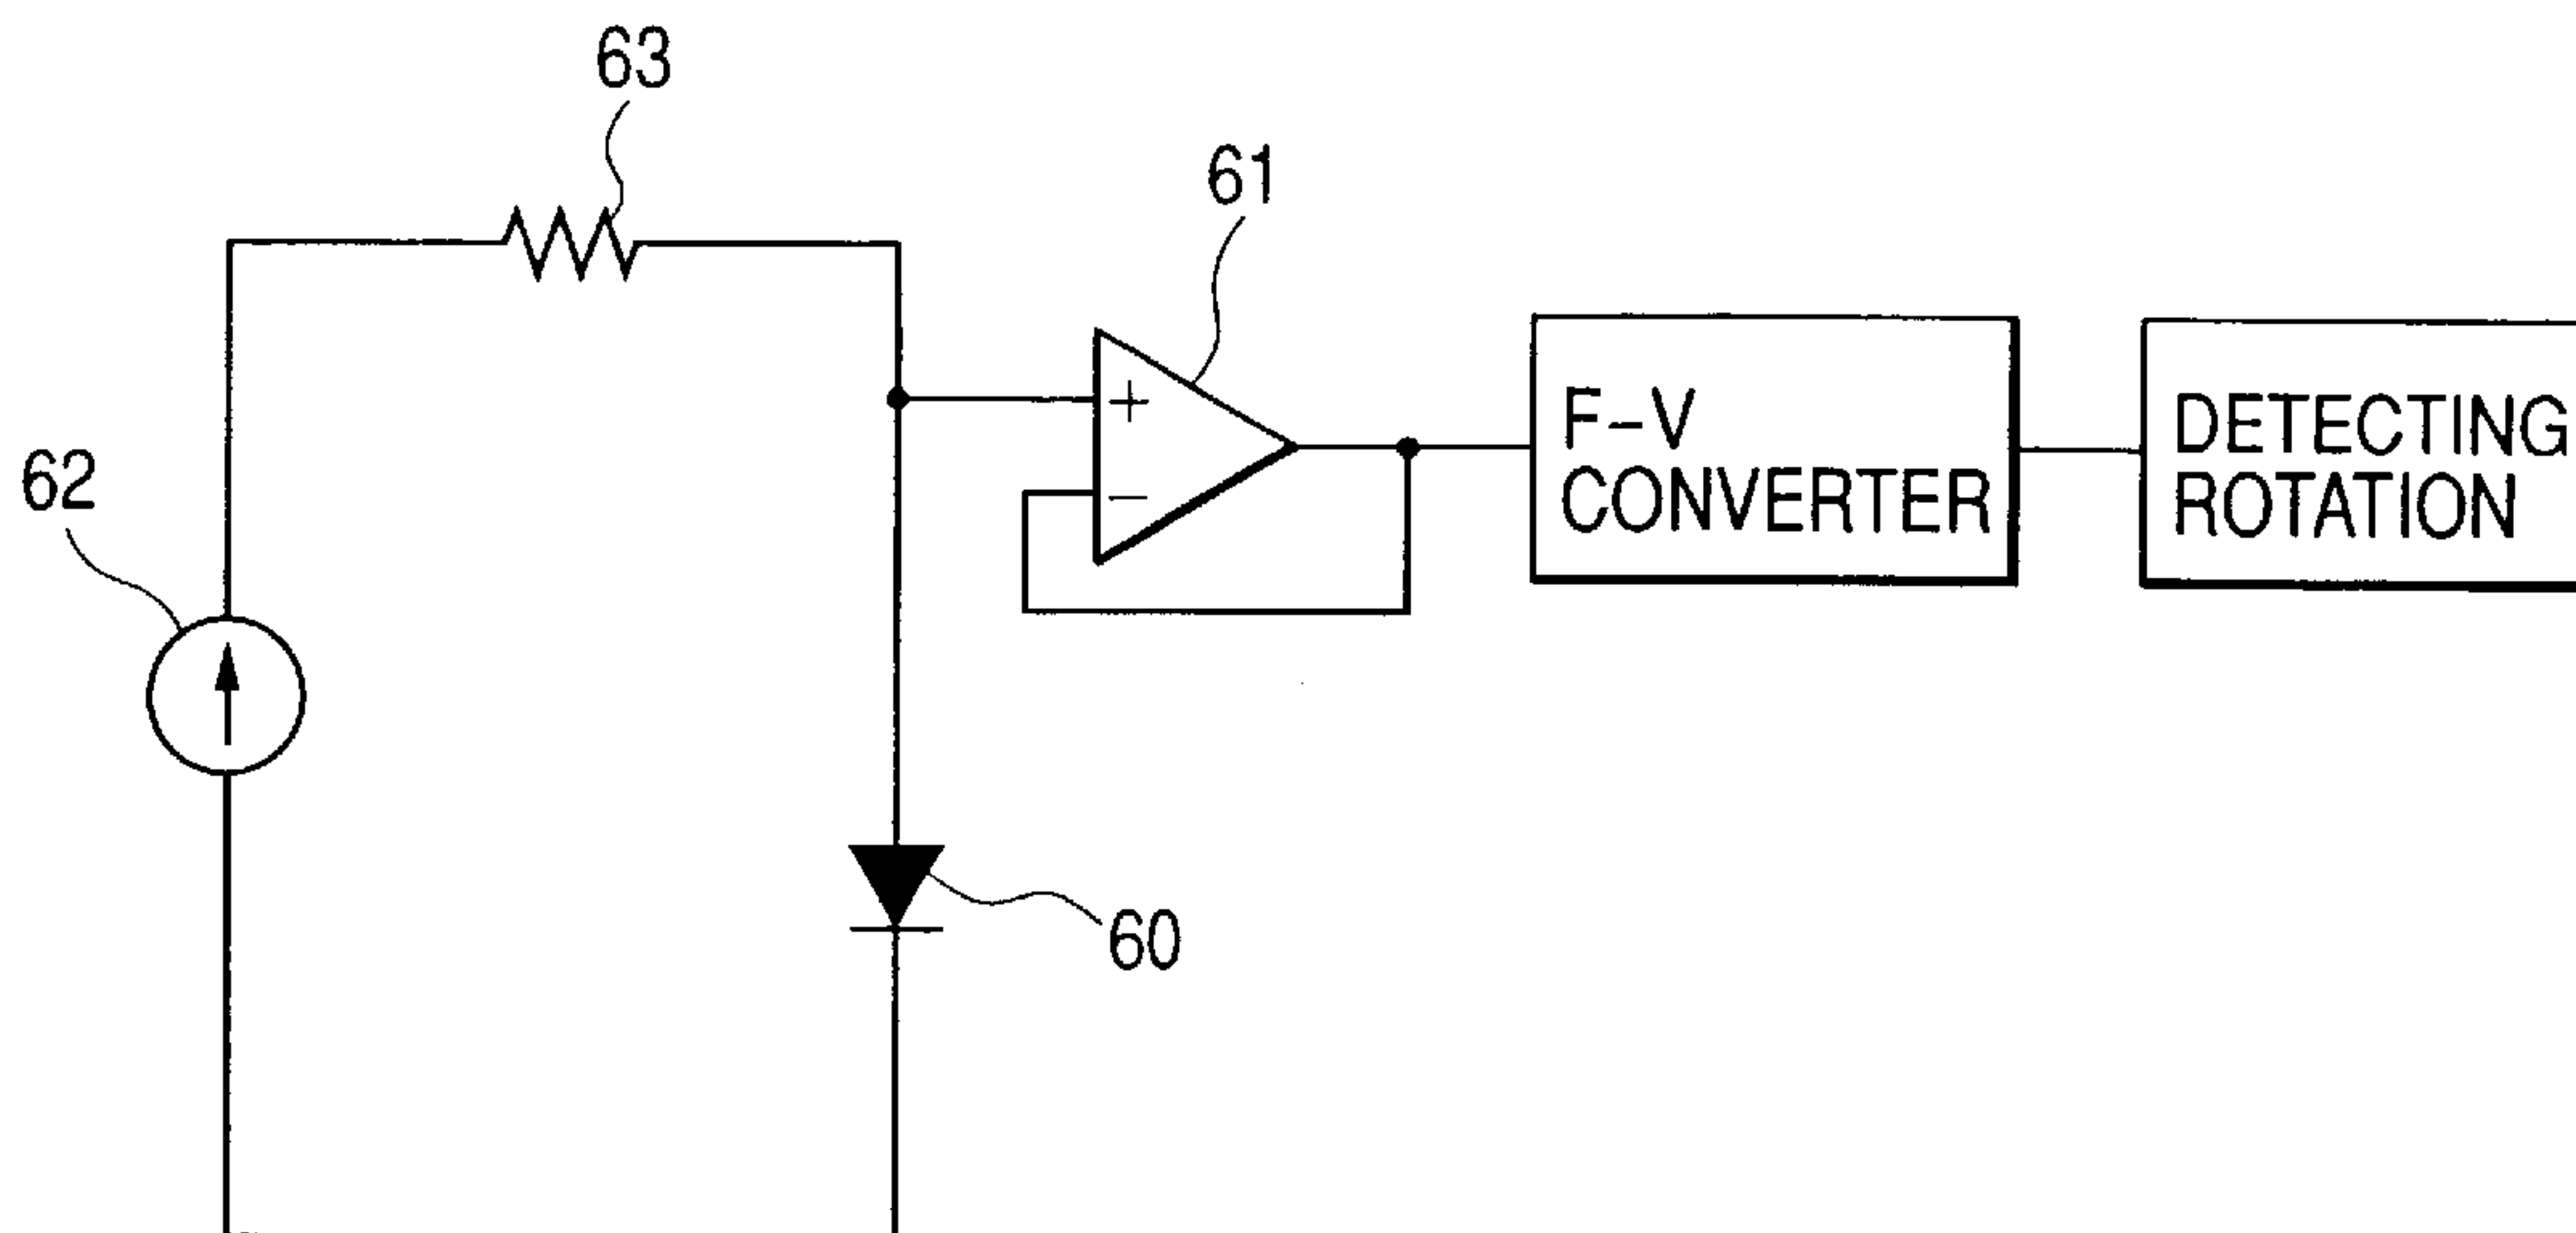 63
61
62
+
−
F-V
CONVERTER
DETECTING
ROTATION
60